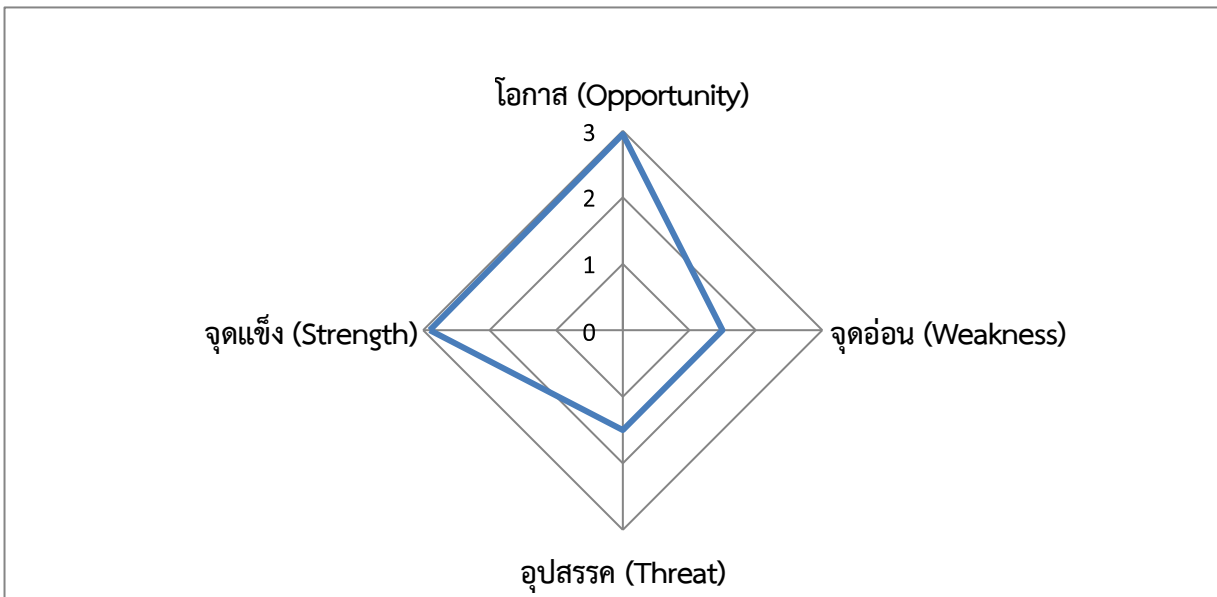 โอกาส (Opportunity)
3
2
1
จุดแข็ง (Strength)
0
จุดอ่อน (Weakness)
อุปสรรค (Threat)